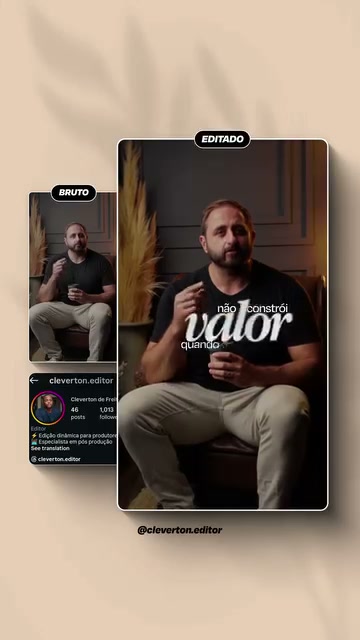 EDITADO
BRUTO
não constrói
valor
quando
cleverton.editor
Cleverton de Frei
46 1,013
posts followe
Editor
⚡ Edição dinâmica para produtore
Especialista em pós produção
See translation
cleverton.editor
@cleverton.editor